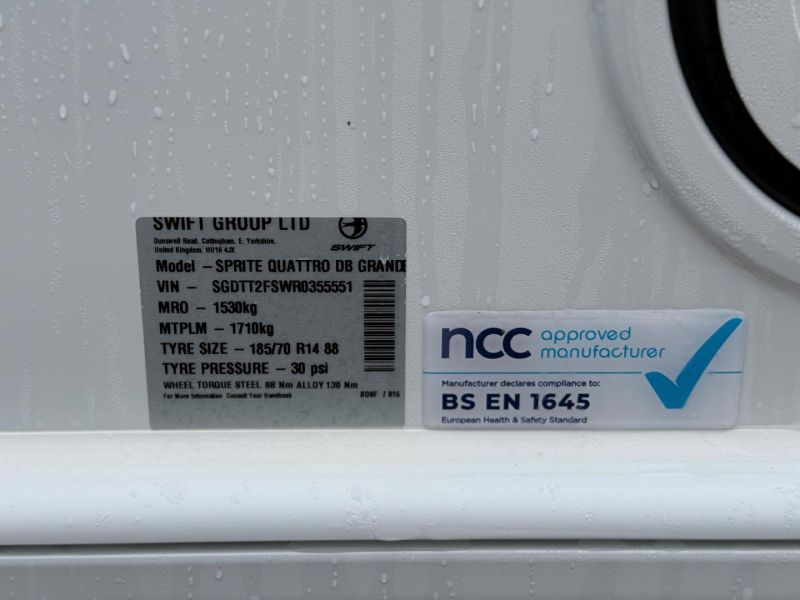 SWIFT GROUP LTD
Dunswell Road, Cottingham, E. Yorkshire,
United Kingdom, HU16 4JX
SWIFT
Model – SPRITE QUATTRO DB GRANDE
VIN – SGDTT2FSWR0355551
MRO – 1530kg
MTPLM – 1710kg
TYRE SIZE – 185/70 R14 88
TYRE PRESSURE – 30 psi
WHEEL TORQUE STEEL 88 Nm ALLOY 130 Nm
For More Information Consult Your Handbook
ncc approved
manufacturer
Manufacturer declares compliance to:
BS EN 1645
European Health & Safety Standard